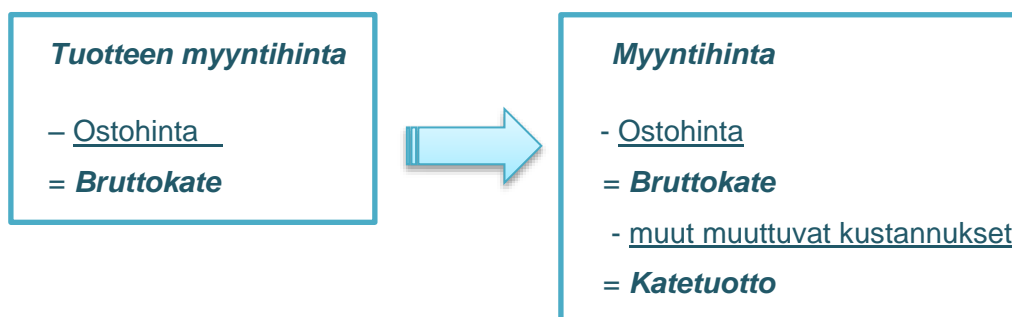 Tuotteen myyntihinta
– Ostohinta
= Bruttokate
Myyntihinta
- Ostohinta
= Bruttokate
- muut muuttuvat kustannukset
= Katetuotto